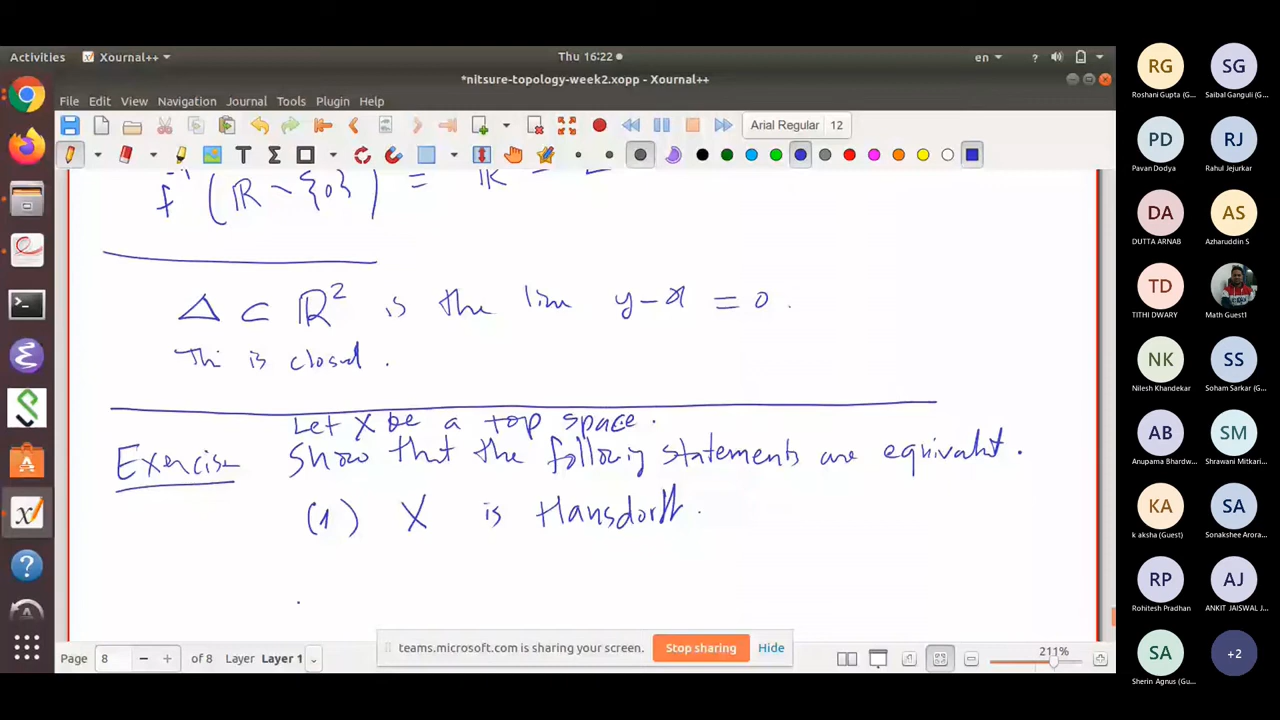 Activities Xournal++ Thu 16:22 en ?
*nitsure-topology-week2.xopp - Xournal++
File Edit View Navigation Journal Tools Plugin Help
Arial Regular 12
f⁻¹ (ℝ ∖ {0}) =
Δ ⊂ ℝ² is the line y - x = 0 .
This is closed .
Let X be a top space .
Exercise Show that the following statements are equivalent .
(1) X is Hausdorff .
teams.microsoft.com is sharing your screen. Stop sharing Hide
Page 8 of 8 Layer Layer 1 211%
RG SG
Roshani Gupta (G... Saibal Ganguli (G...
PD RJ
Pavan Dodya Rahul Jejurkar
DA AS
DUTTA ARNAB Azharuddin S
TD
TITHI DWARY Math Guest1
NK SS
Nilesh Khandekar Soham Sarkar (G...
AB SM
Anupama Bhardw... Shrawani Mitkari...
KA SA
k aksha (Guest) Sonakshee Arora...
RP AJ
Rohitesh Pradhan ANKIT JAISWAL J...
SA +2
Sherin Agnus (Gu...